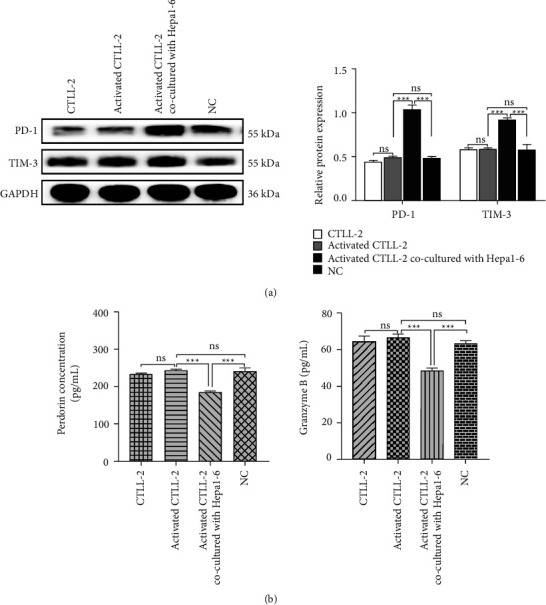 CTLL-2
Activated CTLL-2
Activated CTLL-2
co-cultured with Hepa1-6
NC
PD-1
55 kDa
TIM-3
55 kDa
GAPDH
36 kDa
Relative protein expression
1.5
1.0
0.5
0.0
ns
ns
*** ***
ns
ns
*** ***
PD-1
TIM-3
CTLL-2
Activated CTLL-2
Activated CTLL-2 co-cultured with Hepa1-6
NC
(a)
Perdorin concentration
(pg/mL)
400
300
200
100
0
ns
ns
***
***
CTLL-2
Activated CTLL-2
Activated CTLL-2
co-cultured with Hepa1-6
NC
Granzyme B (pg/mL)
80
60
40
20
0
ns
ns
***
***
CTLL-2
Activated CTLL-2
Activated CTLL-2
co-cultured with Hepa1-6
NC
(b)